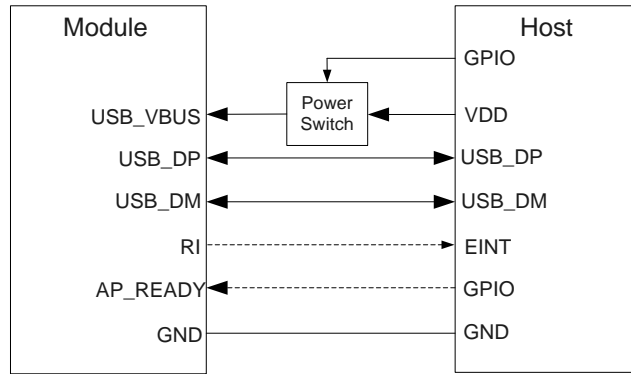 Module
Host
GPIO
Power
Switch
USB_VBUS
VDD
USB_DP
USB_DP
USB_DM
USB_DM
RI
EINT
AP_READY
GPIO
GND
GND